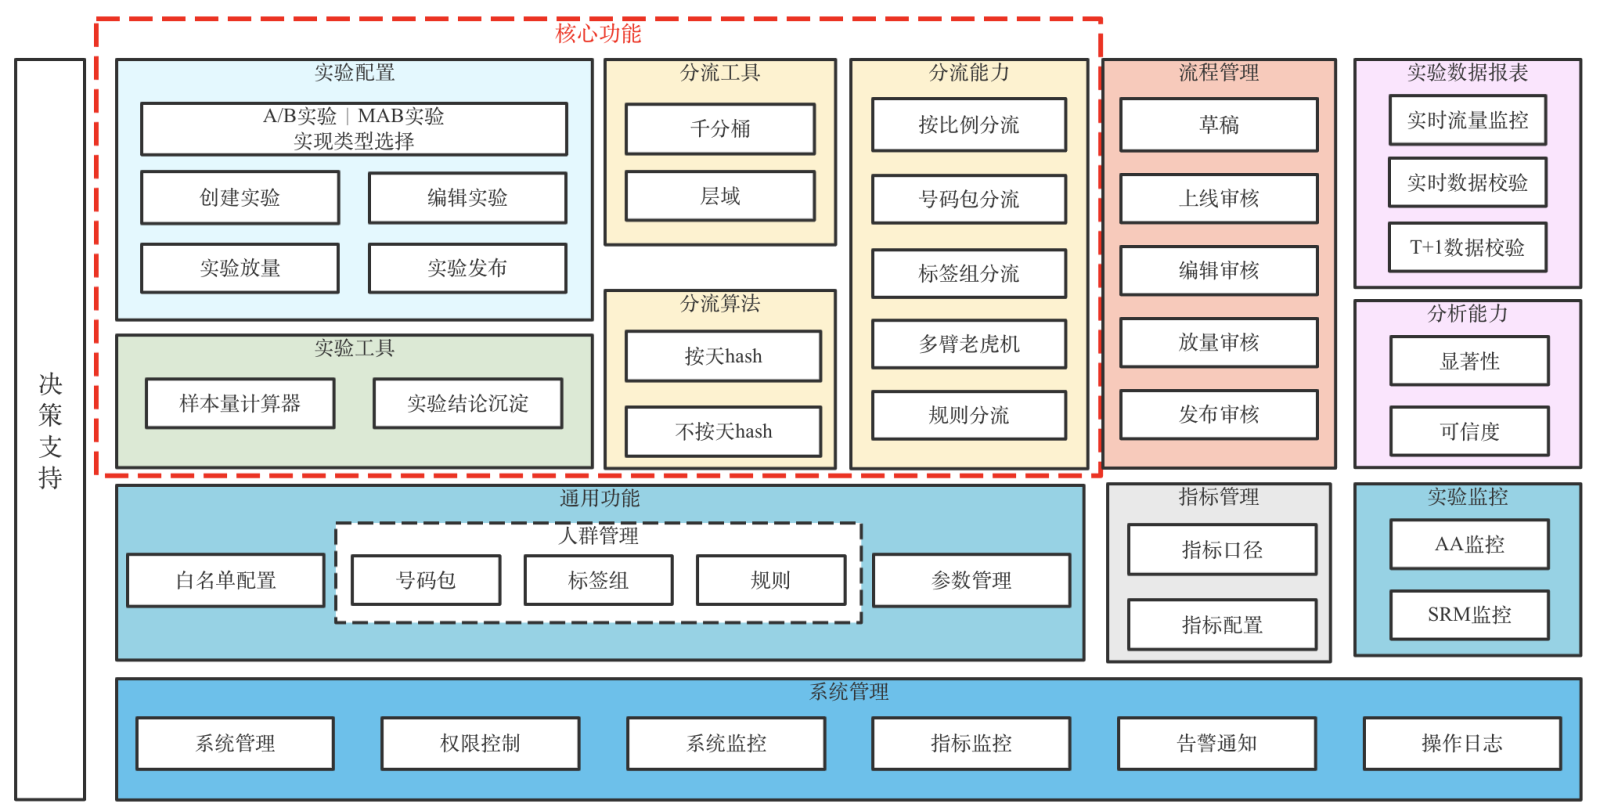 核心功能
决
策
支
持
实验配置
A/B实验 | MAB实验
实现类型选择
创建实验
编辑实验
实验放量
实验发布
实验工具
样本量计算器
实验结论沉淀
分流工具
千分桶
层域
分流算法
按天hash
不按天hash
分流能力
按比例分流
号码包分流
标签组分流
多臂老虎机
规则分流
流程管理
草稿
上线审核
编辑审核
放量审核
发布审核
实验数据报表
实时流量监控
实时数据校验
T+1数据校验
分析能力
显著性
可信度
通用功能
白名单配置
人群管理
号码包
标签组
规则
参数管理
指标管理
指标口径
指标配置
实验监控
AA监控
SRM监控
系统管理
系统管理
权限控制
系统监控
指标监控
告警通知
操作日志